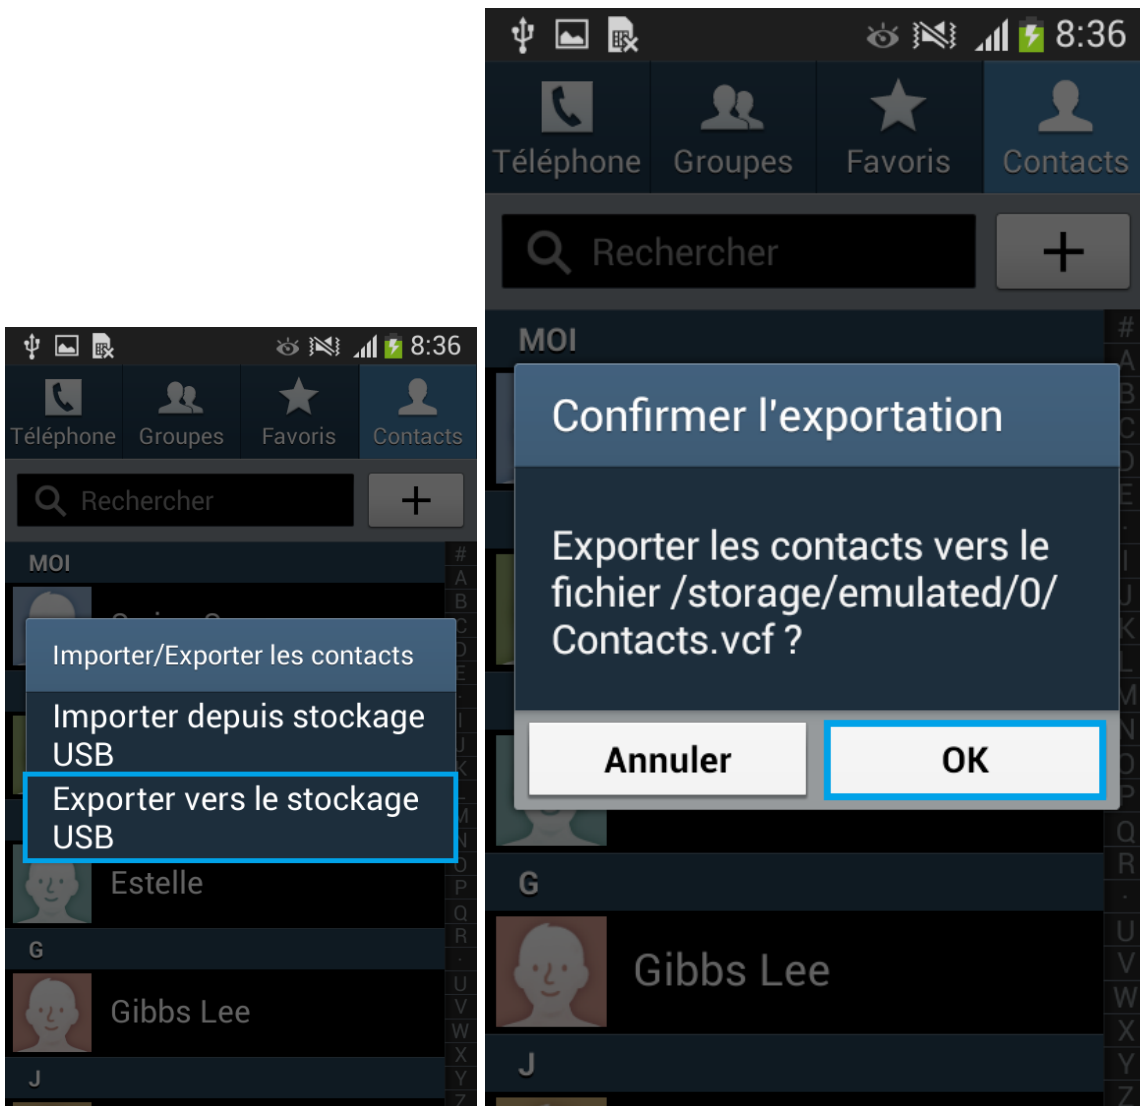 8:36
Téléphone
Groupes
Favoris
Contacts
Rechercher
MOI
Importer/Exporter les contacts
Importer depuis stockage
USB
Exporter vers le stockage
USB
Estelle
G
Gibbs Lee
J
#
A
B
C
D
E
I
J
K
L
M
N
O
P
Q
R
U
V
W
X
Y
Z
8:36
Téléphone
Groupes
Favoris
Contacts
Rechercher
MOI
Confirmer l'exportation
Exporter les contacts vers le
fichier /storage/emulated/0/
Contacts.vcf ?
Annuler
OK
G
Gibbs Lee
J
#
A
B
C
D
E
I
J
K
L
M
N
O
P
Q
R
U
V
W
X
Y
Z